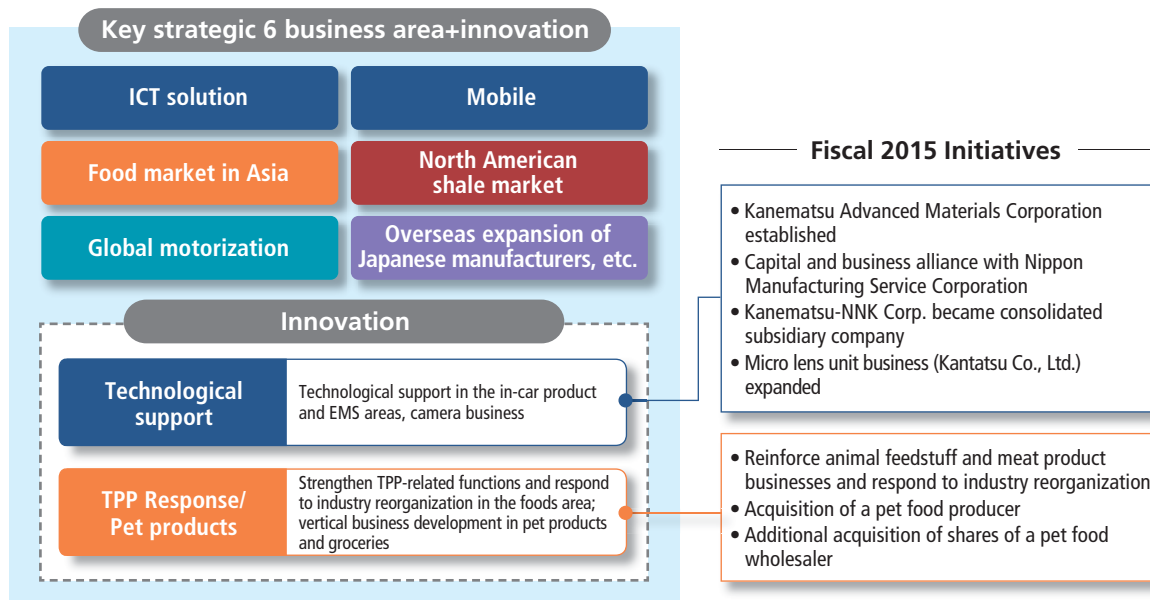 Key strategic 6 business area+innovation
ICT solution
Mobile
Food market in Asia
North American
shale market
Global motorization
Overseas expansion of
Japanese manufacturers, etc.
Innovation
Technological
support
Technological support in the in-car product
and EMS areas, camera business
TPP Response/
Pet products
Strengthen TPP-related functions and respond
to industry reorganization in the foods area;
vertical business development in pet products
and groceries
Fiscal 2015 Initiatives
• Kanematsu Advanced Materials Corporation
established
• Capital and business alliance with Nippon
Manufacturing Service Corporation
• Kanematsu-NNK Corp. became consolidated
subsidiary company
• Micro lens unit business (Kantatsu Co., Ltd.)
expanded
• Reinforce animal feedstuff and meat product
businesses and respond to industry reorganization
• Acquisition of a pet food producer
• Additional acquisition of shares of a pet food
wholesaler